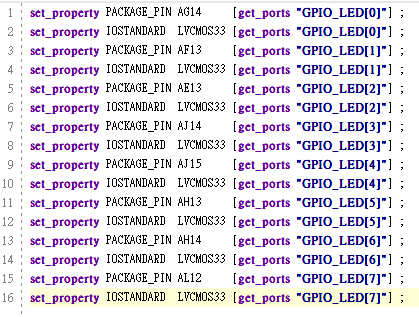 1 set_property PACKAGE_PIN AG14 [get_ports "GPIO_LED[0]"] ;
2 set_property IOSTANDARD LVCMOS33 [get_ports "GPIO_LED[0]"] ;
3 set_property PACKAGE_PIN AF13 [get_ports "GPIO_LED[1]"] ;
4 set_property IOSTANDARD LVCMOS33 [get_ports "GPIO_LED[1]"] ;
5 set_property PACKAGE_PIN AE13 [get_ports "GPIO_LED[2]"] ;
6 set_property IOSTANDARD LVCMOS33 [get_ports "GPIO_LED[2]"] ;
7 set_property PACKAGE_PIN AJ14 [get_ports "GPIO_LED[3]"] ;
8 set_property IOSTANDARD LVCMOS33 [get_ports "GPIO_LED[3]"] ;
9 set_property PACKAGE_PIN AJ15 [get_ports "GPIO_LED[4]"] ;
10 set_property IOSTANDARD LVCMOS33 [get_ports "GPIO_LED[4]"] ;
11 set_property PACKAGE_PIN AH13 [get_ports "GPIO_LED[5]"] ;
12 set_property IOSTANDARD LVCMOS33 [get_ports "GPIO_LED[5]"] ;
13 set_property PACKAGE_PIN AH14 [get_ports "GPIO_LED[6]"] ;
14 set_property IOSTANDARD LVCMOS33 [get_ports "GPIO_LED[6]"] ;
15 set_property PACKAGE_PIN AL12 [get_ports "GPIO_LED[7]"] ;
16 set_property IOSTANDARD LVCMOS33 [get_ports "GPIO_LED[7]"] ;